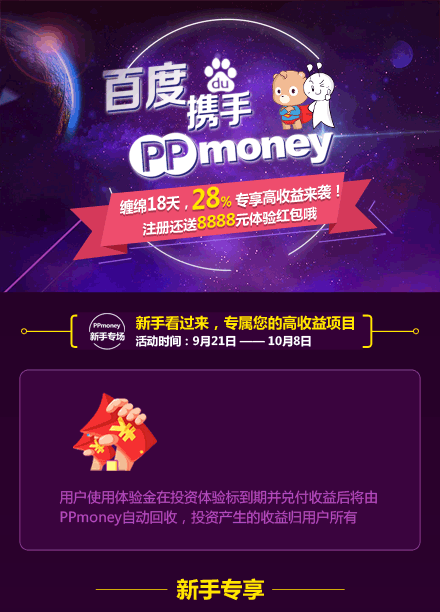 百度
du
携手
PPmoney
缠绵18天，28%专享高收益来袭！
注册还送8888元体验红包哦
PPmoney
新手专场
新手看过来，专属您的高收益项目
活动时间：9月21日 —— 10月8日
用户使用体验金在投资体验标到期并兑付收益后将由
PPmoney自动回收，投资产生的收益归用户所有
新手专享